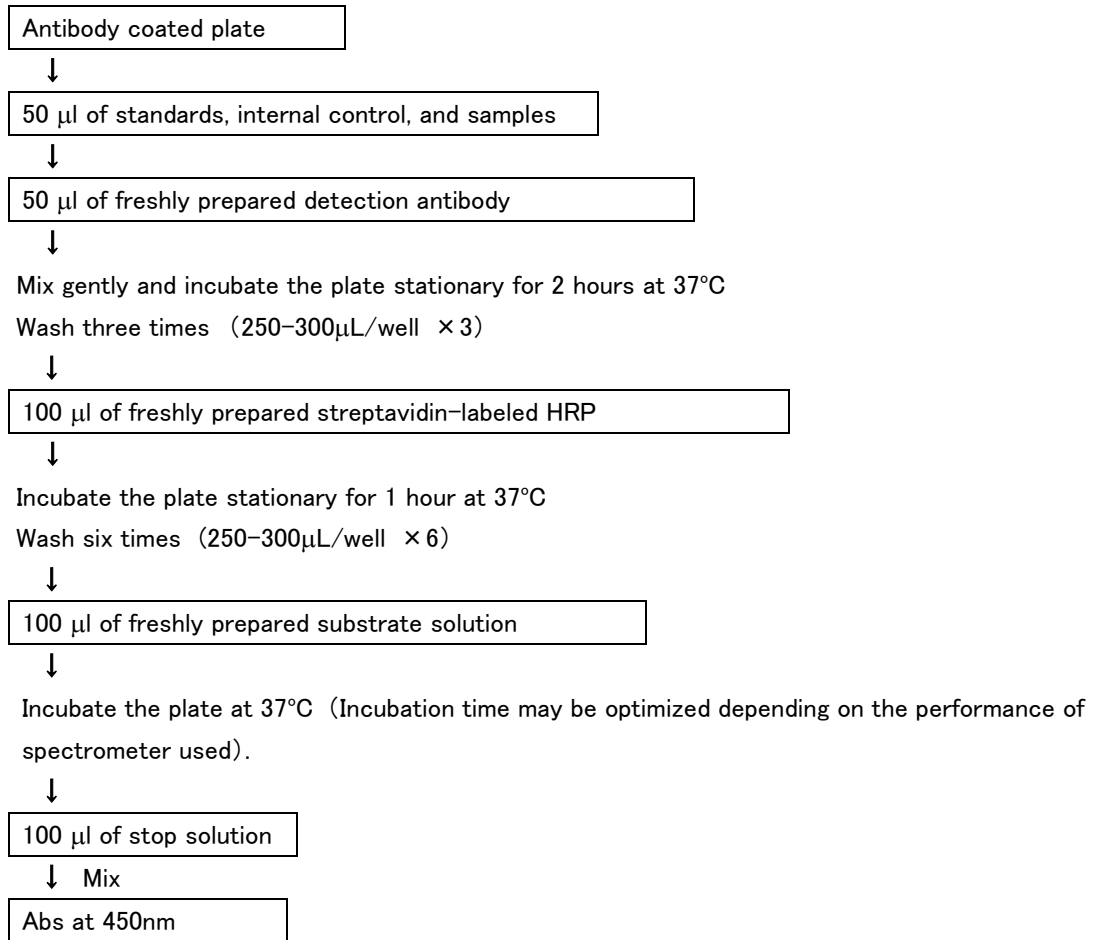 Antibody coated plate
↓
50 μl of standards, internal control, and samples
↓
50 μl of freshly prepared detection antibody
↓
Mix gently and incubate the plate stationary for 2 hours at 37°C
Wash three times （250-300μL/well ×3）
↓
100 μl of freshly prepared streptavidin-labeled HRP
↓
Incubate the plate stationary for 1 hour at 37°C
Wash six times （250-300μL/well ×6）
↓
100 μl of freshly prepared substrate solution
↓
Incubate the plate at 37°C （Incubation time may be optimized depending on the performance of
spectrometer used）.
↓
100 μl of stop solution
↓ Mix
Abs at 450nm